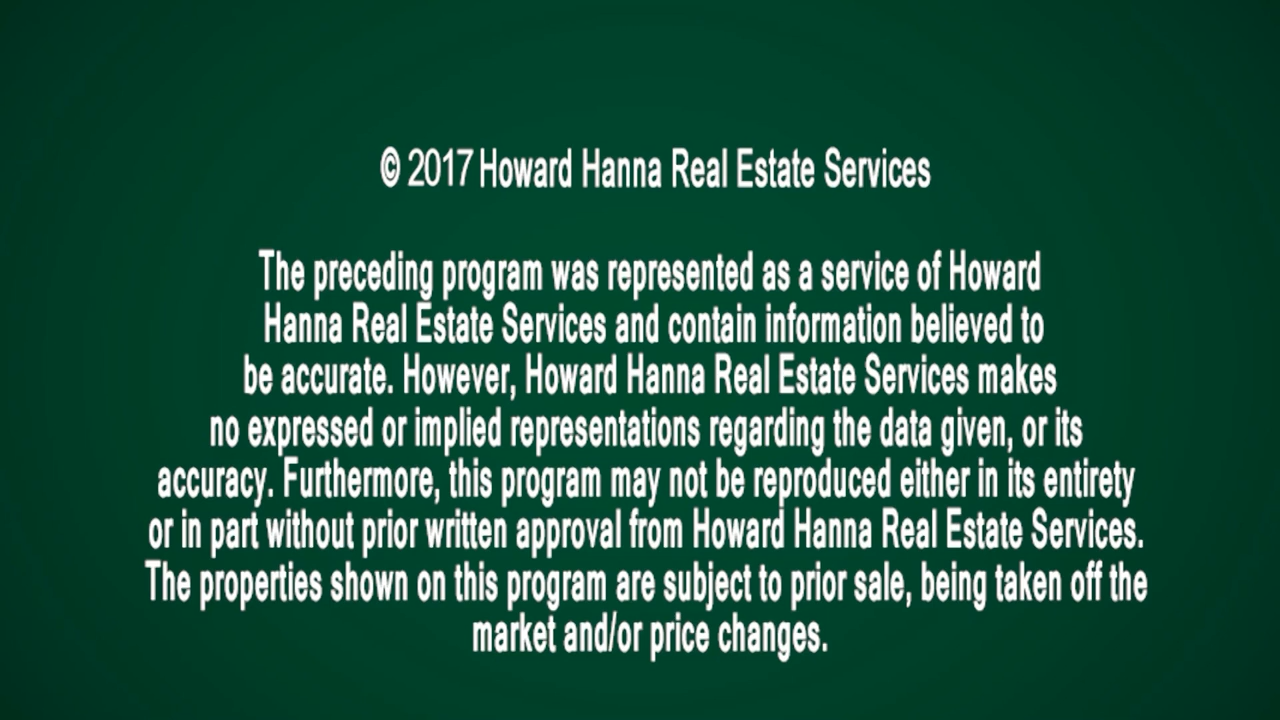 © 2017 Howard Hanna Real Estate Services
The preceding program was represented as a service of Howard
Hanna Real Estate Services and contain information believed to
be accurate. However, Howard Hanna Real Estate Services makes
no expressed or implied representations regarding the data given, or its
accuracy. Furthermore, this program may not be reproduced either in its entirety
or in part without prior written approval from Howard Hanna Real Estate Services.
The properties shown on this program are subject to prior sale, being taken off the
market and/or price changes.